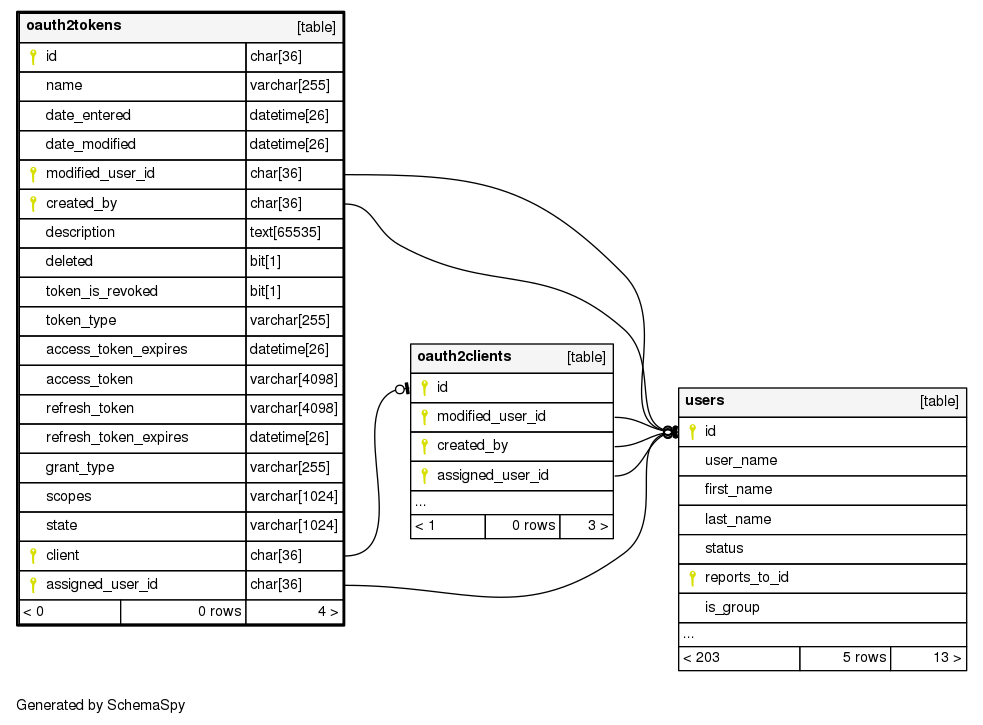 oauth2tokens [table]
id char[36]
name varchar[255]
date_entered datetime[26]
date_modified datetime[26]
modified_user_id char[36]
created_by char[36]
description text[65535]
deleted bit[1]
token_is_revoked bit[1]
token_type varchar[255]
access_token_expires datetime[26]
access_token varchar[4098]
refresh_token varchar[4098]
refresh_token_expires datetime[26]
grant_type varchar[255]
scopes varchar[1024]
state varchar[1024]
client char[36]
assigned_user_id char[36]
< 0 0 rows 4 >
oauth2clients [table]
id
modified_user_id
created_by
assigned_user_id
...
< 1 0 rows 3 >
users [table]
id
user_name
first_name
last_name
status
reports_to_id
is_group
...
< 203 5 rows 13 >
Generated by SchemaSpy